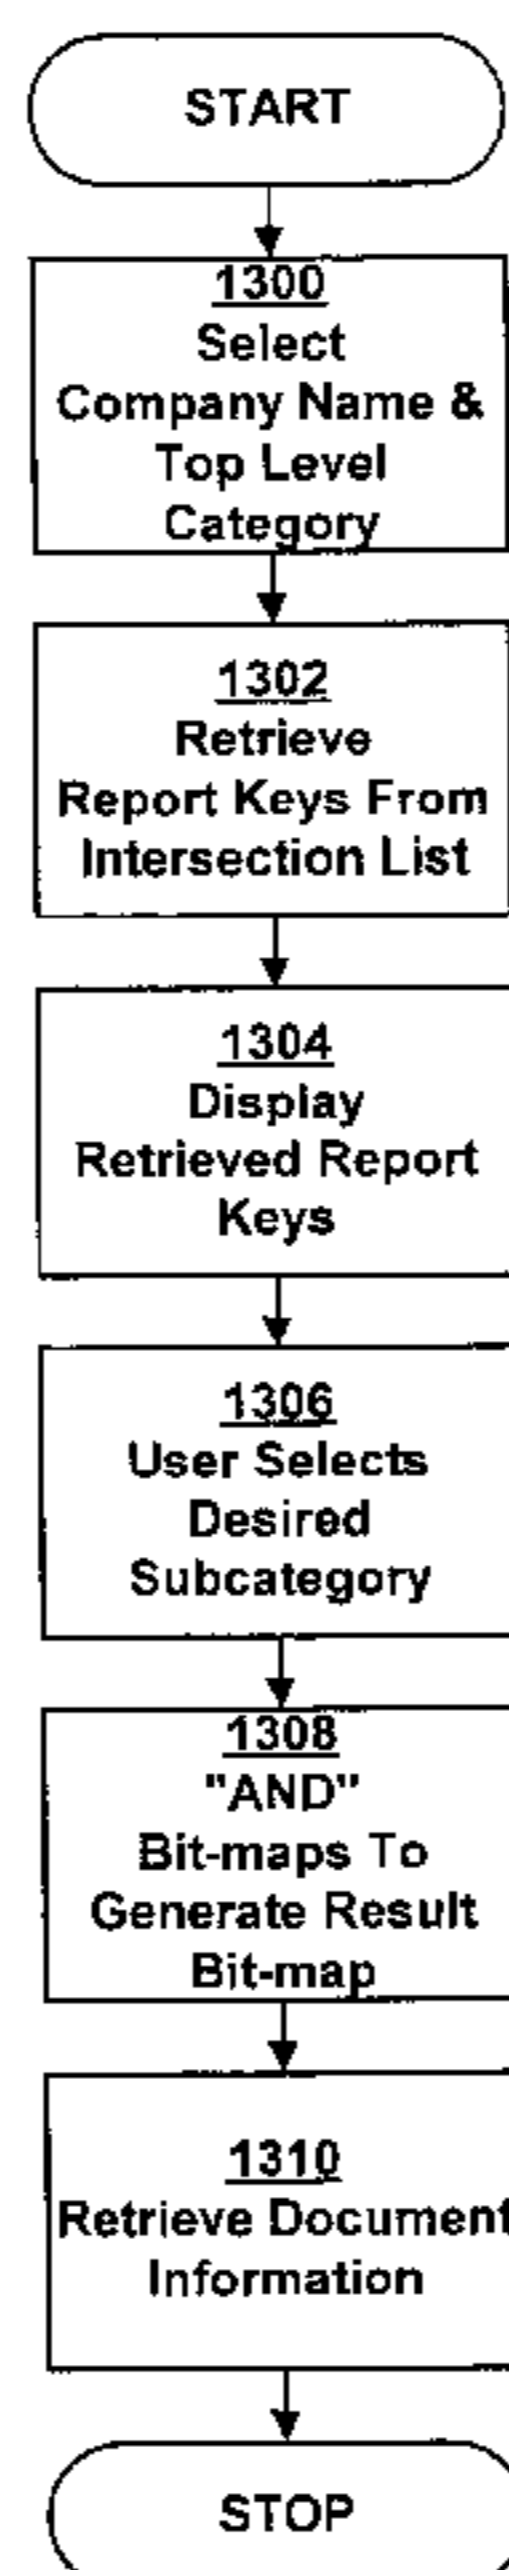 START
1300
Select
Company Name &
Top Level
Category
1302
Retrieve
Report Keys From
Intersection List
1304
Display
Retrieved Report
Keys
1306
User Selects
Desired
Subcategory
1308
"AND"
Bit-maps To
Generate Result
Bit-map
1310
Retrieve Document
Information
STOP